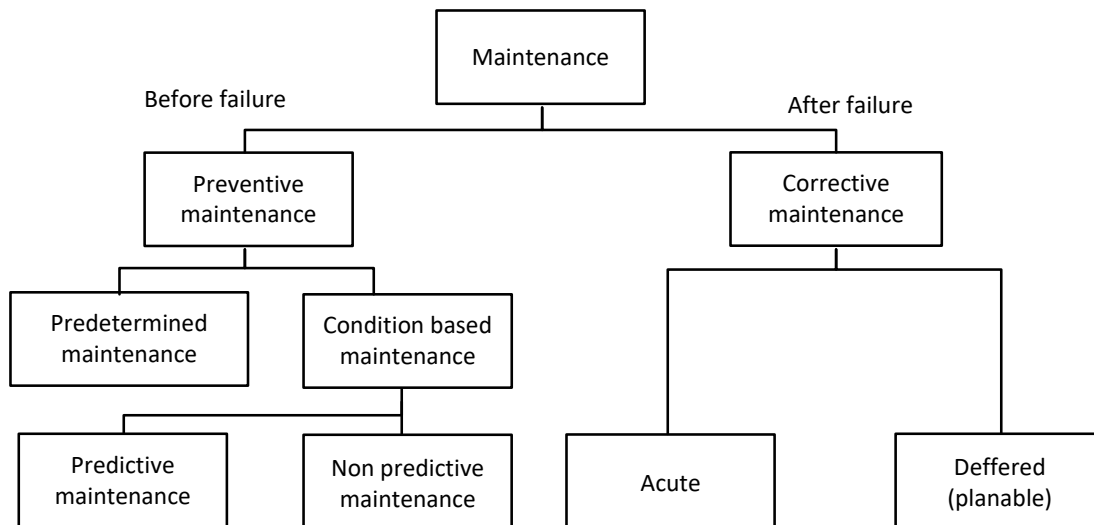 Maintenance
Before failure
After failure
Preventive
maintenance
Corrective
maintenance
Predetermined
maintenance
Condition based
maintenance
Predictive
maintenance
Non predictive
maintenance
Acute
Deffered
(planable)